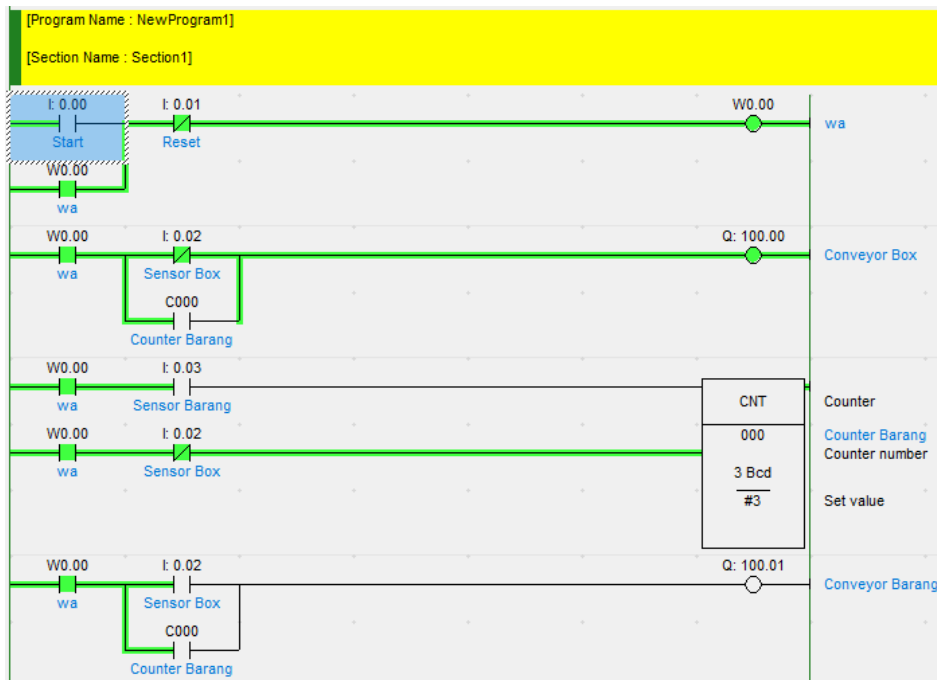 [Program Name : NewProgram1]
[Section Name : Section1]
I: 0.00 I: 0.01 W0.00
wa
Start Reset
W0.00
wa
W0.00 I: 0.02 Q: 100.00
Conveyor Box
wa Sensor Box
C000
Counter Barang
W0.00 I: 0.03
CNT Counter
wa Sensor Barang
W0.00 I: 0.02 000 Counter Barang
Counter number
wa Sensor Box 3 Bcd
#3 Set value
W0.00 I: 0.02 Q: 100.01
Conveyor Barang
wa Sensor Box
C000
Counter Barang